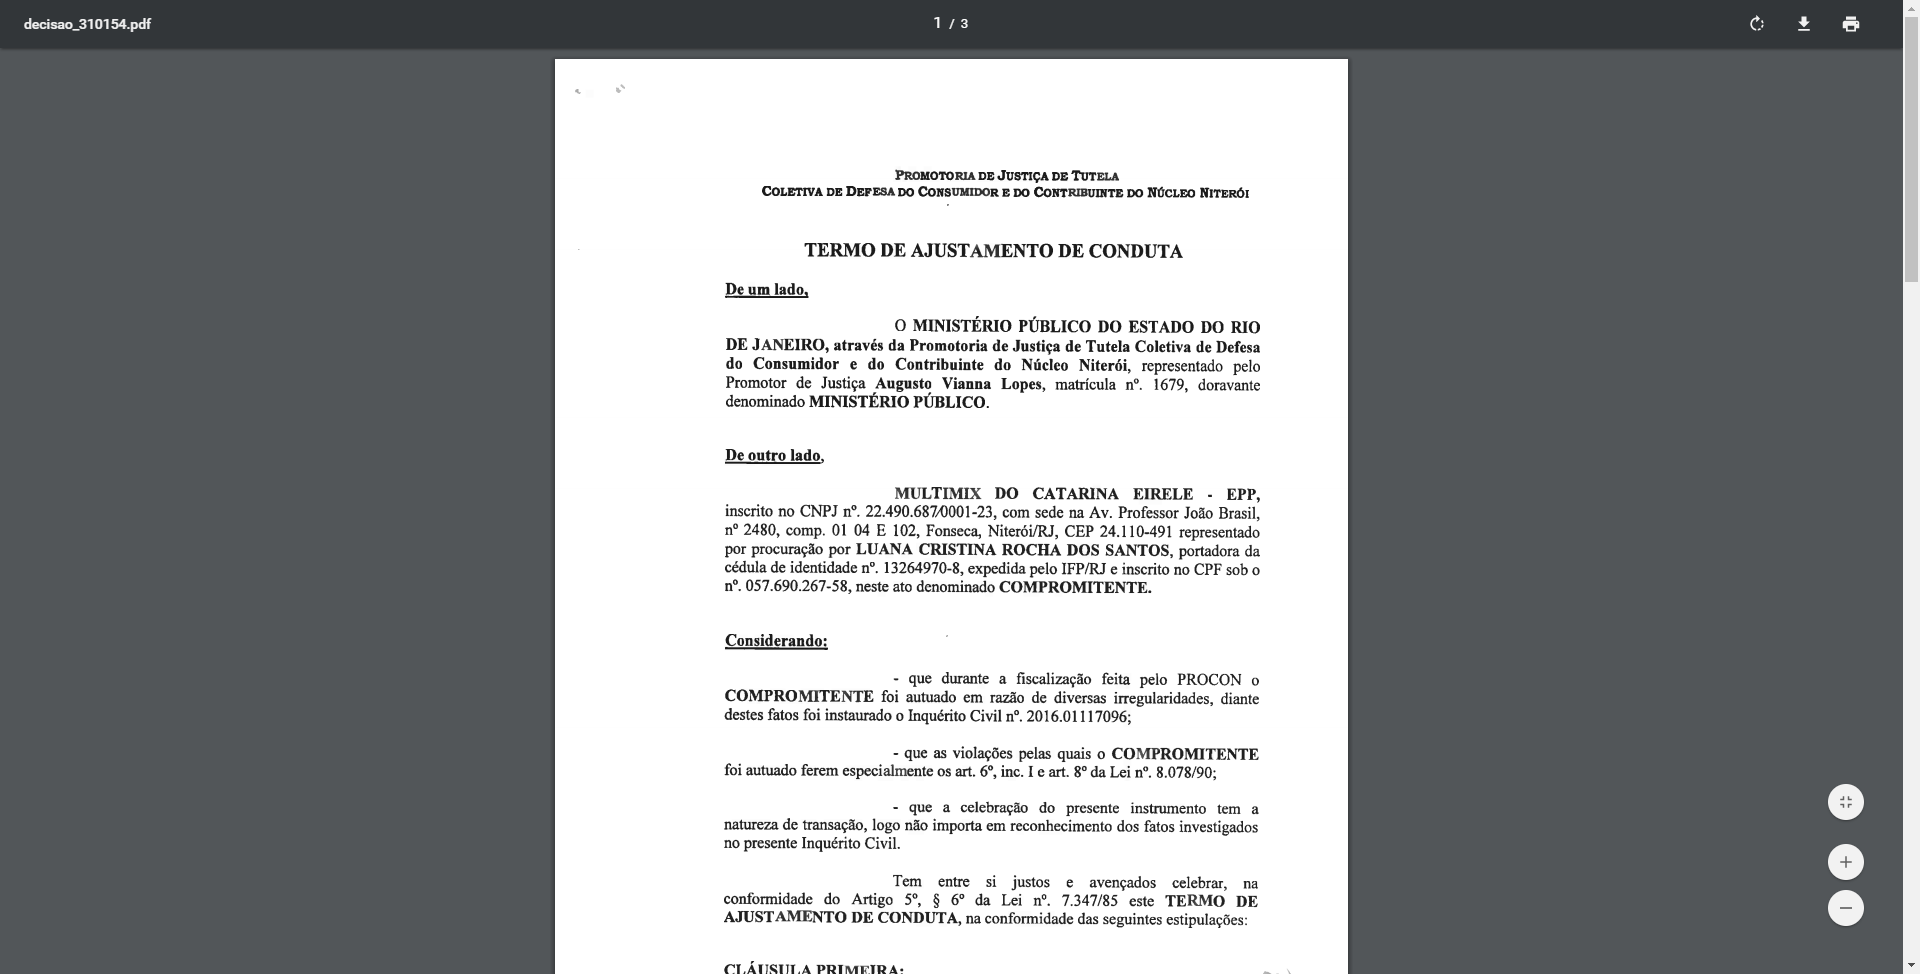 decisao_310154.pdf
1 / 3
PROMOTORIA DE JUSTIÇA DE TUTELA
COLETIVA DE DEFESA DO CONSUMIDOR E DO CONTRIBUINTE DO NÚCLEO NITERÓI
TERMO DE AJUSTAMENTO DE CONDUTA
De um lado,
O MINISTÉRIO PÚBLICO DO ESTADO DO RIO
DE JANEIRO, através da Promotoria de Justiça de Tutela Coletiva de Defesa
do Consumidor e do Contribuinte do Núcleo Niterói, representado pelo
Promotor de Justiça Augusto Vianna Lopes, matrícula nº. 1679, doravante
denominado MINISTÉRIO PÚBLICO.
De outro lado,
MULTIMIX DO CATARINA EIRELE - EPP,
inscrito no CNPJ nº. 22.490.687/0001-23, com sede na Av. Professor João Brasil,
nº 2480, comp. 01 04 E 102, Fonseca, Niterói/RJ, CEP 24.110-491 representado
por procuração por LUANA CRISTINA ROCHA DOS SANTOS, portadora da
cédula de identidade nº. 13264970-8, expedida pelo IFP/RJ e inscrito no CPF sob o
nº. 057.690.267-58, neste ato denominado COMPROMITENTE.
Considerando:
- que durante a fiscalização feita pelo PROCON o
COMPROMITENTE foi autuado em razão de diversas irregularidades, diante
destes fatos foi instaurado o Inquérito Civil nº. 2016.01117096;
- que as violações pelas quais o COMPROMITENTE
foi autuado ferem especialmente os art. 6º, inc. I e art. 8º da Lei nº. 8.078/90;
- que a celebração do presente instrumento tem a
natureza de transação, logo não importa em reconhecimento dos fatos investigados
no presente Inquérito Civil.
Tem entre si justos e avençados celebrar, na
conformidade do Artigo 5º, § 6º da Lei nº. 7.347/85 este TERMO DE
AJUSTAMENTO DE CONDUTA, na conformidade das seguintes estipulações:
CLÁUSULA PRIMEIRA: